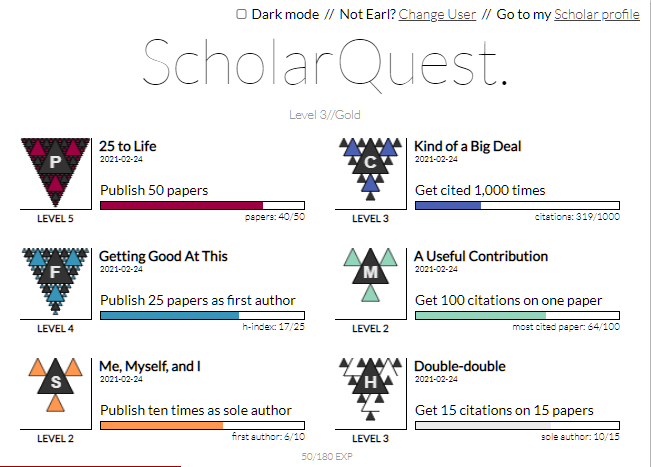 Dark mode // Not Earl? Change User // Go to my Scholar profile
ScholarQuest.
Level 3//Gold
P
25 to Life
2021-02-24
Publish 50 papers
papers: 40/50
LEVEL 5
C
Kind of a Big Deal
2021-02-24
Get cited 1,000 times
citations: 319/1000
LEVEL 3
F
Getting Good At This
2021-02-24
Publish 25 papers as first author
h-index: 17/25
LEVEL 4
M
A Useful Contribution
2021-02-24
Get 100 citations on one paper
most cited paper: 64/100
LEVEL 2
S
Me, Myself, and I
2021-02-24
Publish ten times as sole author
first author: 6/10
LEVEL 2
H
Double-double
2021-02-24
Get 15 citations on 15 papers
sole author: 10/15
LEVEL 3
50/180 EXP